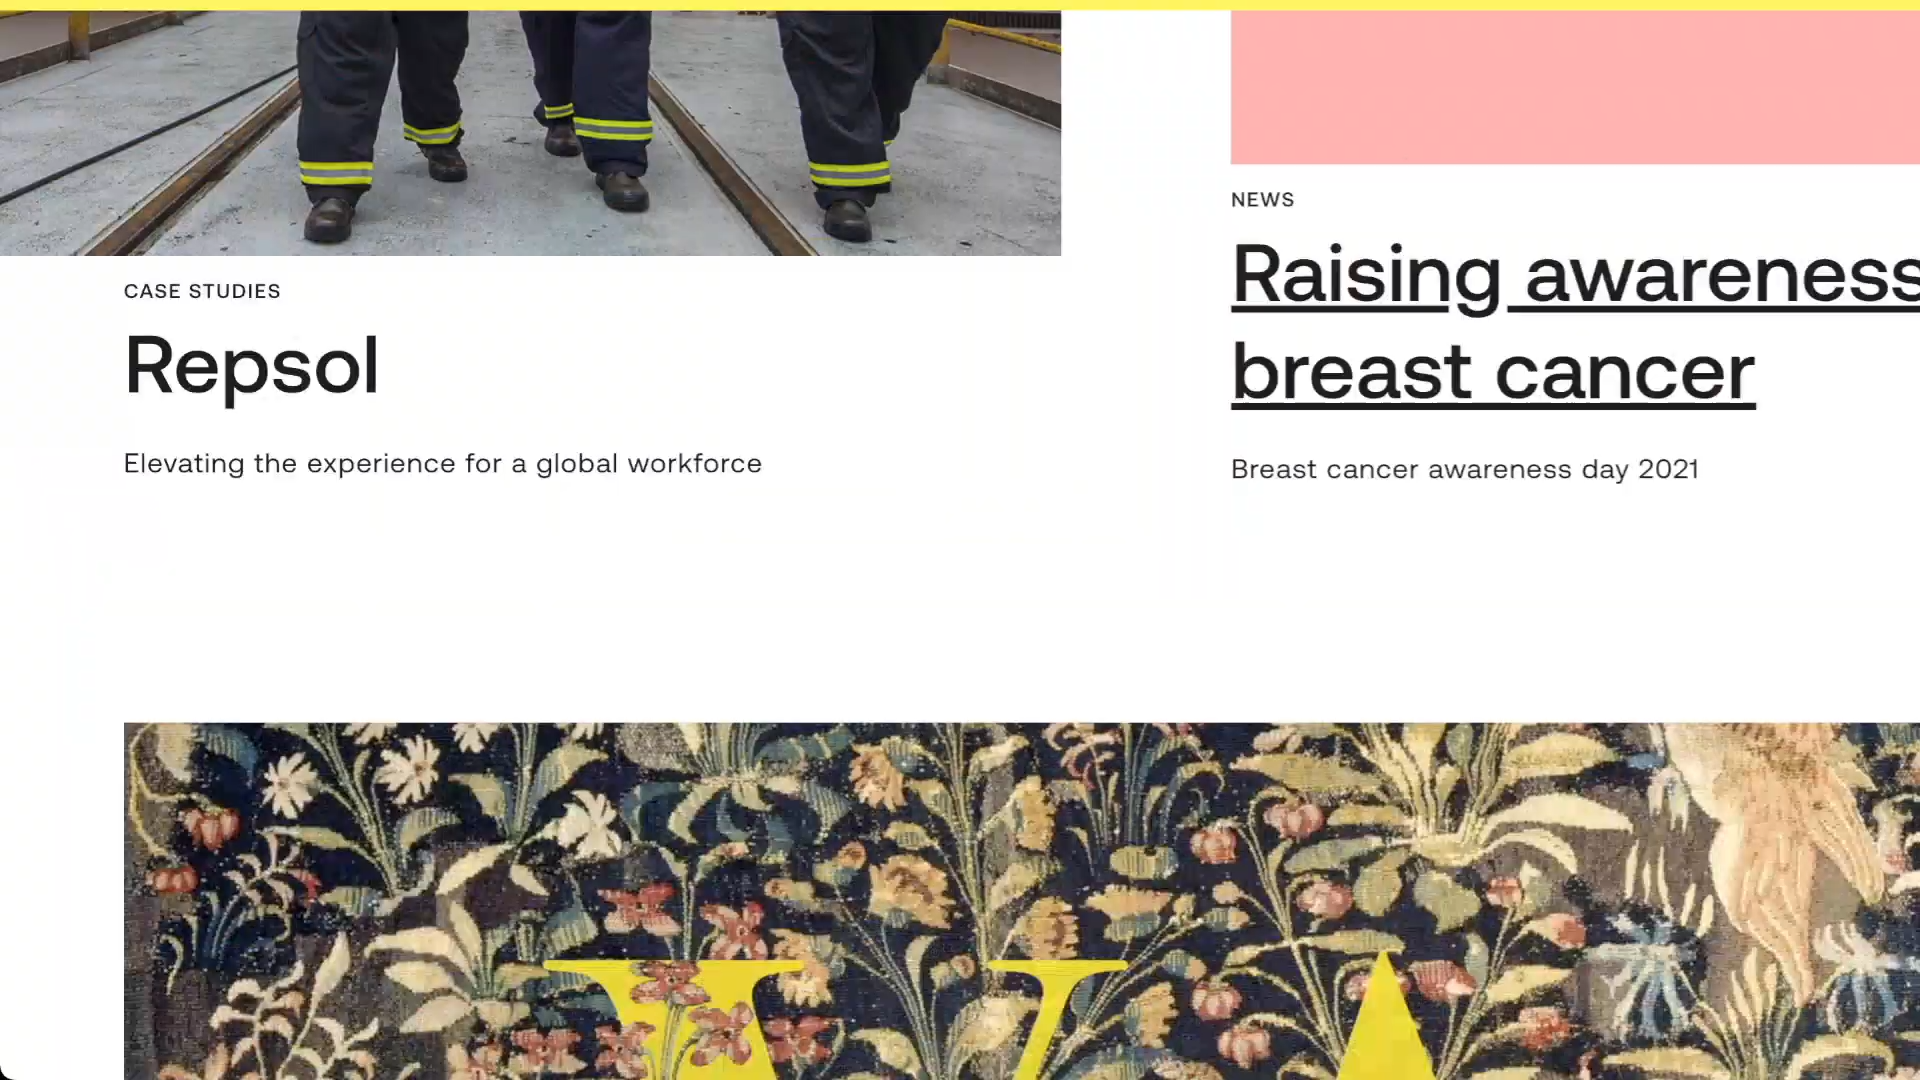 CASE STUDIES
Repsol
Elevating the experience for a global workforce
NEWS
Raising awareness
breast cancer
Breast cancer awareness day 2021